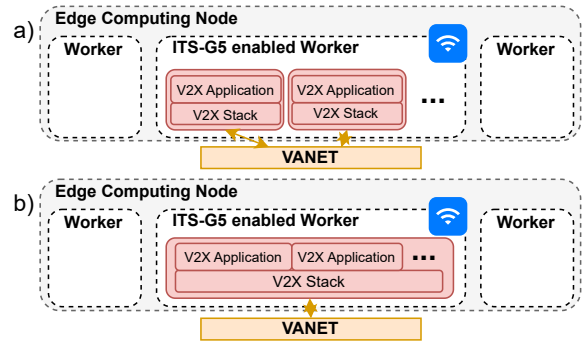 a)
Edge Computing Node
Worker
ITS-G5 enabled Worker
Worker
V2X Application
V2X Application
V2X Stack
V2X Stack
...
VANET
b)
Edge Computing Node
Worker
ITS-G5 enabled Worker
Worker
V2X Application
V2X Application
...
V2X Stack
VANET